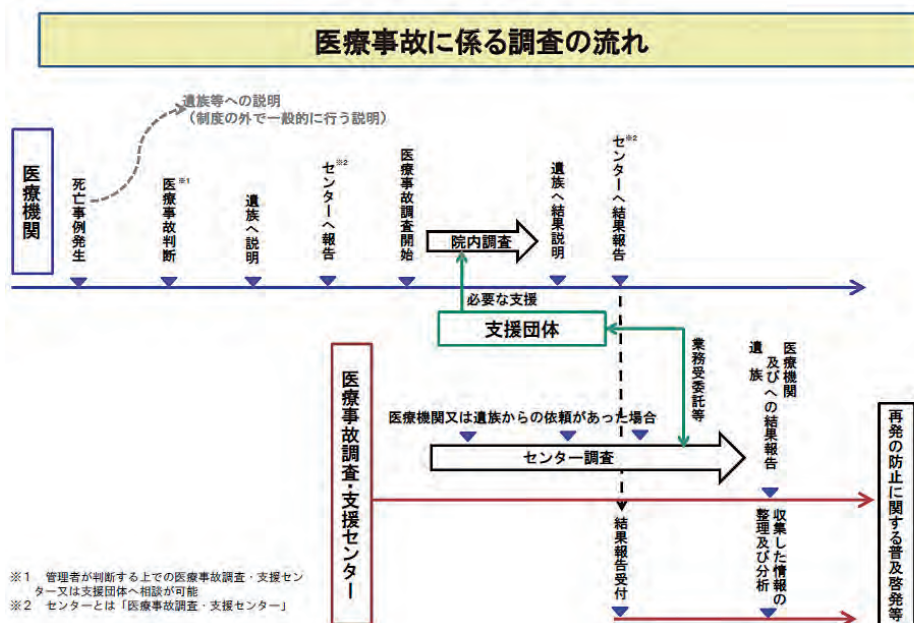 医療事故に係る調査の流れ
遺族等への説明
（制度の外で一般的に行う説明）
医療機関
死亡事例発生
医療事故判断※1
遺族へ説明
センターへ報告※2
医療事故調査開始
院内調査
遺族へ結果説明
センターへ結果報告※2
必要な支援
支援団体
業務受委託等
医療事故調査・支援センター
医療機関又は遺族からの依頼があった場合
センター調査
医療機関
及び
遺族
への結果報告
結果報告受付
収集した情報の
整理及び分析
再発の防止に関する普及啓発等
※1 管理者が判断する上での医療事故調査・支援セン
ター又は支援団体へ相談が可能
※2 センターとは「医療事故調査・支援センター」